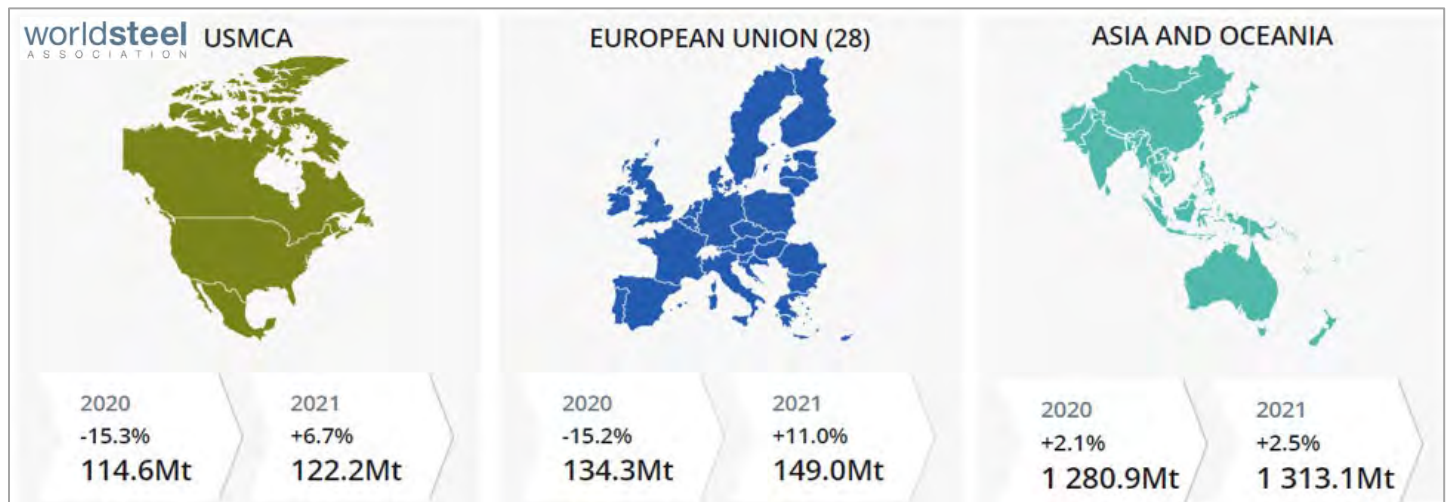 worldsteel
ASSOCIATION
USMCA
2020
-15.3%
114.6Mt
2021
+6.7%
122.2Mt
EUROPEAN UNION (28)
2020
-15.2%
134.3Mt
2021
+11.0%
149.0Mt
ASIA AND OCEANIA
2020
+2.1%
1 280.9Mt
2021
+2.5%
1 313.1Mt